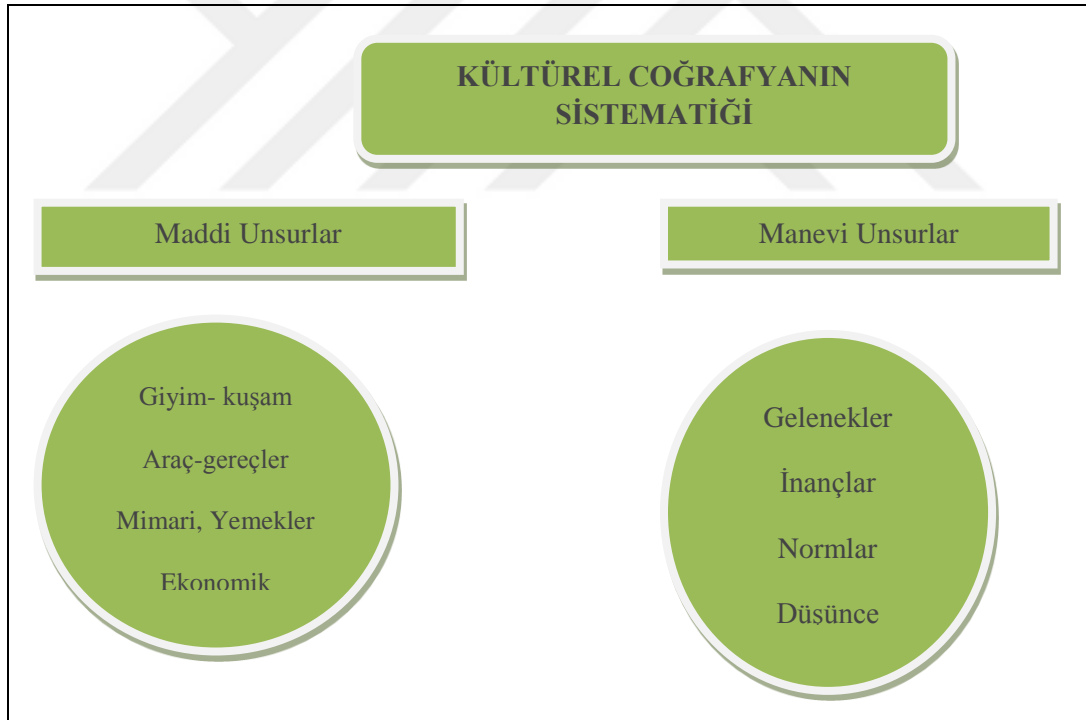 KÜLTÜREL COĞRAFYANIN
SİSTEMATİĞİ
Maddi Unsurlar
Manevi Unsurlar
Giyim- kuşam
Araç-gereçler
Mimari, Yemekler
Ekonomik
Gelenekler
İnançlar
Normlar
Düşünce